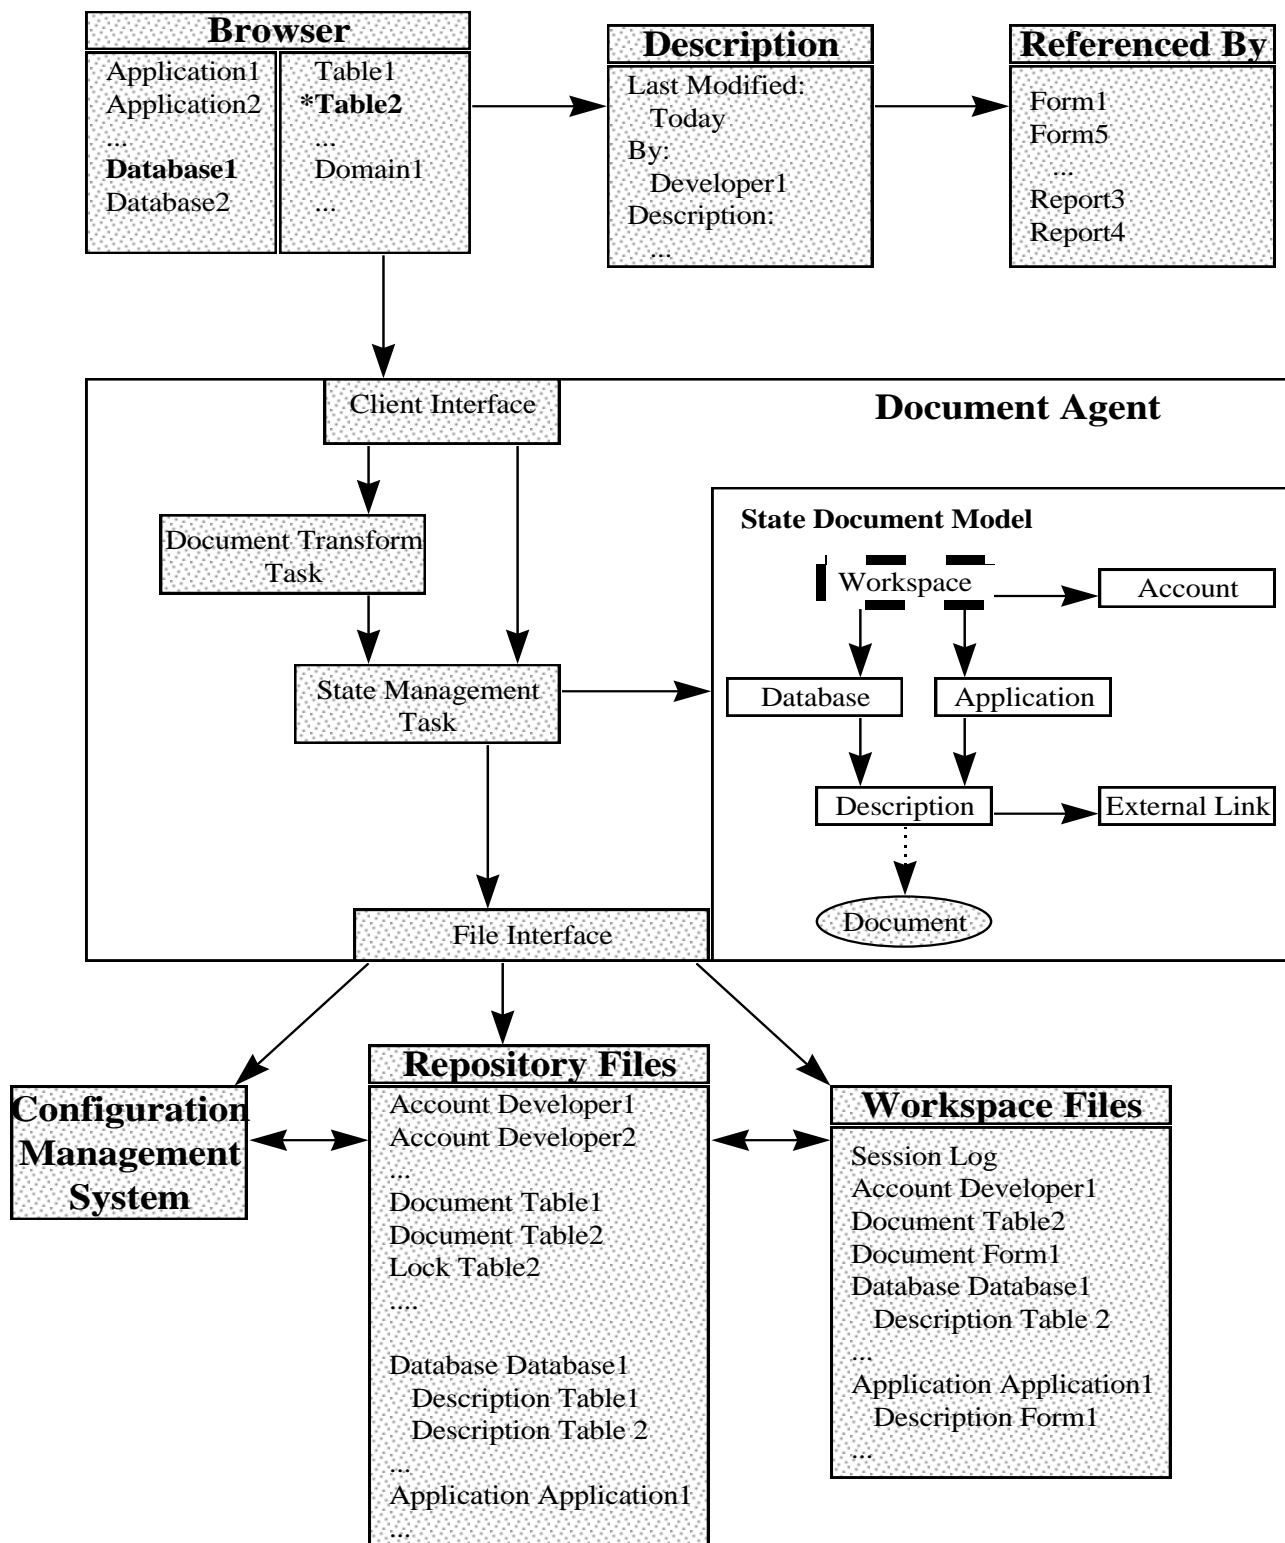 Browser
Application1
Application2
...
Database1
Database2
Table1
*Table2
...
Domain1
...
Description
Last Modified:
Today
By:
Developer1
Description:
...
Referenced By
Form1
Form5
...
Report3
Report4
Client Interface
Document Agent
Document Transform
Task
State Management
Task
File Interface
State Document Model
Workspace
Account
Database
Application
Description
External Link
Document
Configuration
Management
System
Repository Files
Account Developer1
Account Developer2
...
Document Table1
Document Table2
Lock Table2
....
Database Database1
Description Table1
Description Table 2
...
Application Application1
...
Workspace Files
Session Log
Account Developer1
Document Table2
Document Form1
Database Database1
Description Table 2
...
Application Application1
Description Form1
...